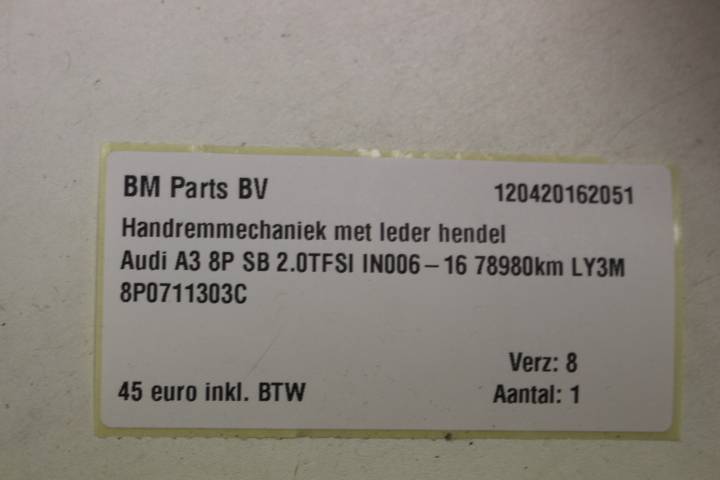 BM Parts BV 120420162051
Handremmechaniek met leder hendel
Audi A3 8P SB 2.0TFSI IN006-16 78980km LY3M
8P0711303C
Verz: 8
45 euro inkl. BTW Aantal: 1